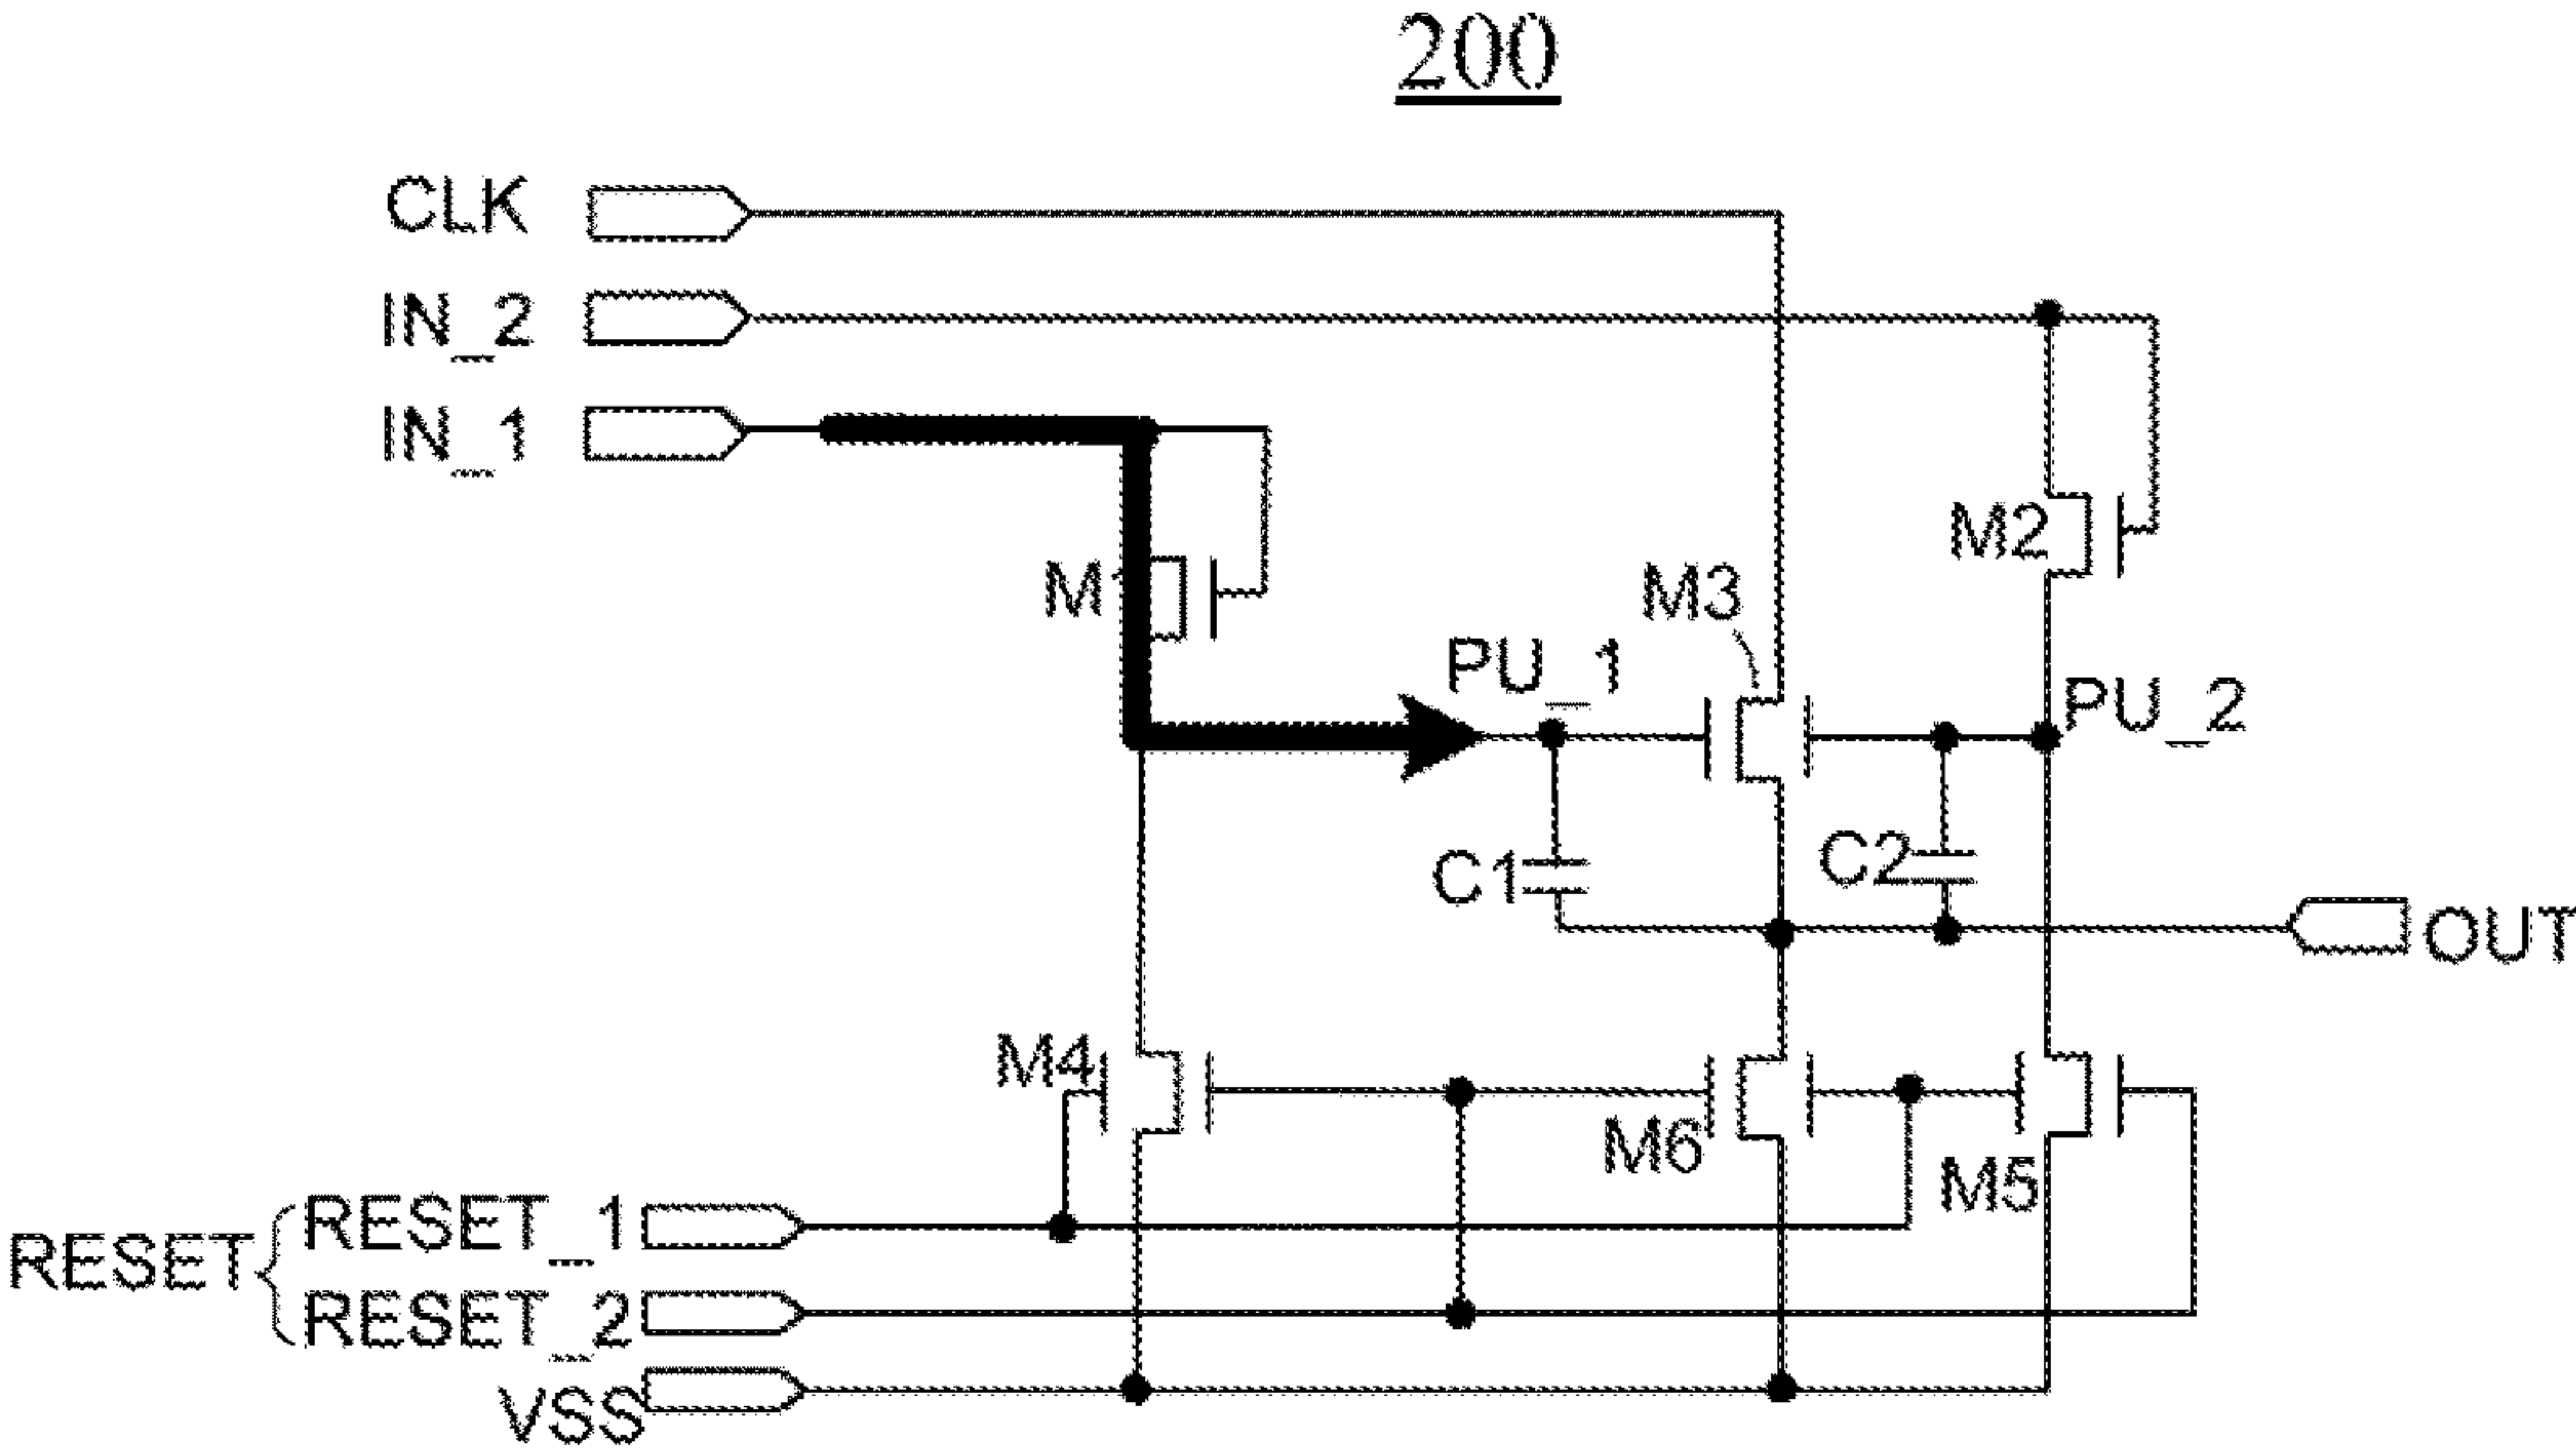 200
CLK
IN_2
IN_1
M1
M2
M3
PU_1
PU_2
C1
C2
OUT
M4
M6
M5
RESET
RESET_1
RESET_2
VSS